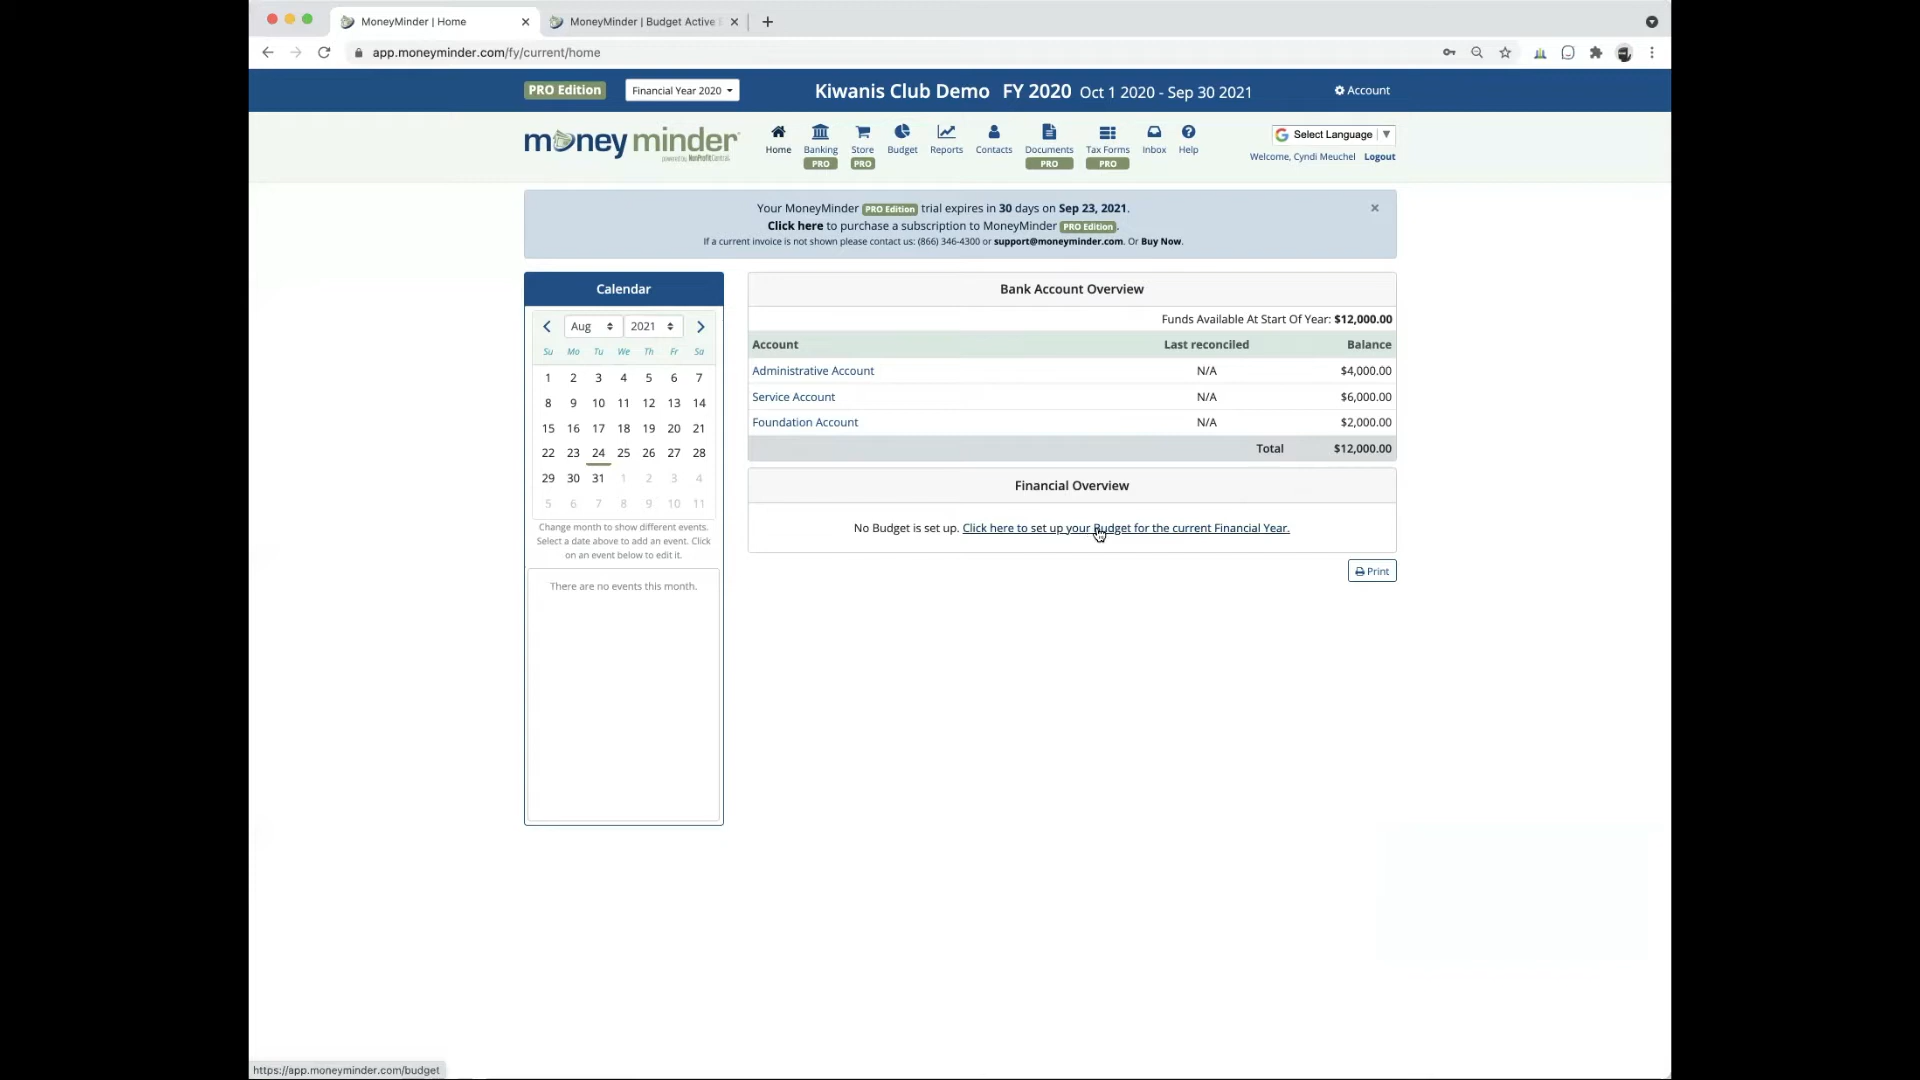 MoneyMinder | Home
MoneyMinder | Budget Active
app.moneyminder.com/fy/current/home
PRO Edition
Financial Year 2020
Kiwanis Club Demo FY 2020 Oct 1 2020 - Sep 30 2021
Account
moneyminder
Home
Banking
PRO
Store
PRO
Budget
Reports
Contacts
Documents
PRO
Tax Forms
PRO
Inbox
Help
Select Language
Welcome, Cyndi Meuchel Logout
Your MoneyMinder PRO Edition trial expires in 30 days on Sep 23, 2021.
Click here to purchase a subscription to MoneyMinder PRO Edition.
If a current invoice is not shown please contact us: (866) 346-4300 or support@moneyminder.com. Or Buy Now.
Calendar
Aug 2021
Su Mo Tu We Th Fr Sa
1 2 3 4 5 6 7
8 9 10 11 12 13 14
15 16 17 18 19 20 21
22 23 24 25 26 27 28
29 30 31 1 2 3 4
5 6 7 8 9 10 11
Change month to show different events.
Select a date above to add an event. Click
on an event below to edit it.
There are no events this month.
Bank Account Overview
Funds Available At Start Of Year: $12,000.00
Account Last reconciled Balance
Administrative Account N/A $4,000.00
Service Account N/A $6,000.00
Foundation Account N/A $2,000.00
Total $12,000.00
Financial Overview
No Budget is set up. Click here to set up your Budget for the current Financial Year.
Print
https://app.moneyminder.com/budget